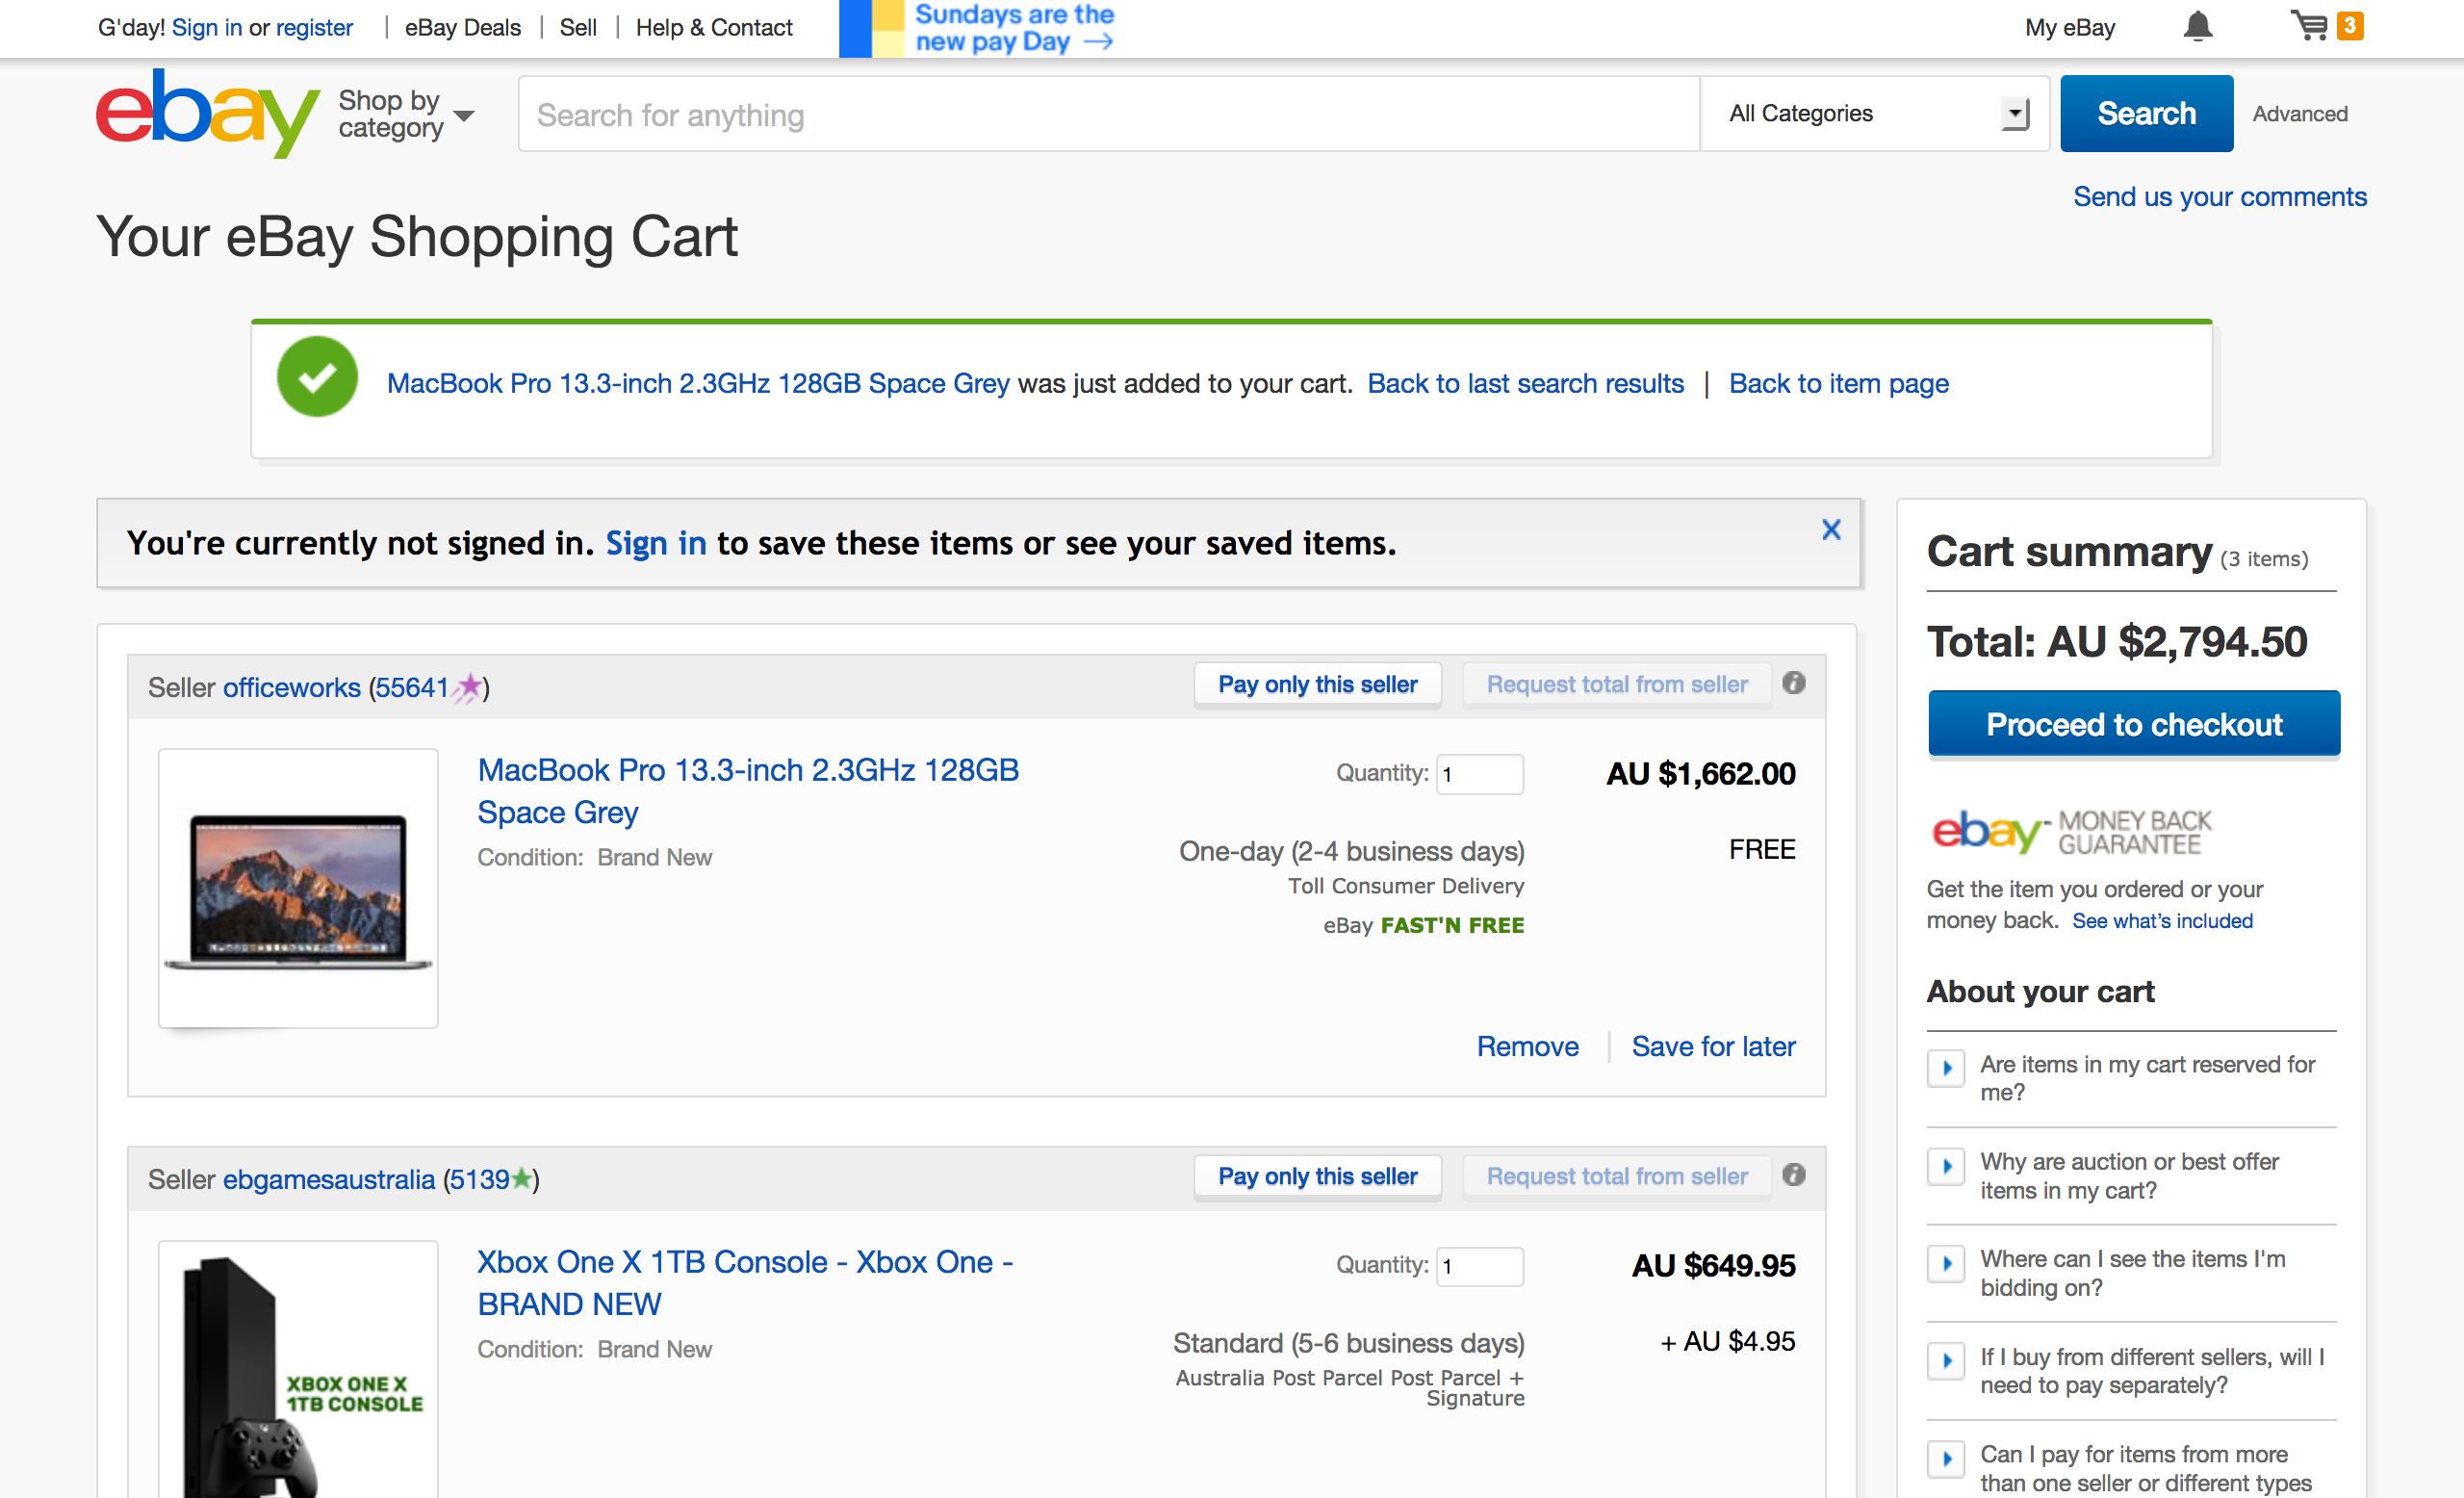 G'day! Sign in or register | eBay Deals | Sell | Help & Contact
Sundays are the
new pay Day →
My eBay
3
ebay
Shop by
category
Search for anything
All Categories
Search
Advanced
Send us your comments
Your eBay Shopping Cart
MacBook Pro 13.3-inch 2.3GHz 128GB Space Grey was just added to your cart. Back to last search results | Back to item page
You're currently not signed in. Sign in to save these items or see your saved items.
X
Seller officeworks (55641)
Pay only this seller
Request total from seller
MacBook Pro 13.3-inch 2.3GHz 128GB
Space Grey
Condition: Brand New
Quantity: 1
AU $1,662.00
One-day (2-4 business days)
FREE
Toll Consumer Delivery
eBay FAST'N FREE
Remove | Save for later
Seller ebgamesaustralia (5139)
Pay only this seller
Request total from seller
XBOX ONE X
1TB CONSOLE
Xbox One X 1TB Console - Xbox One -
BRAND NEW
Condition: Brand New
Quantity: 1
AU $649.95
Standard (5-6 business days)
+ AU $4.95
Australia Post Parcel Post Parcel +
Signature
Cart summary (3 items)
Total: AU $2,794.50
Proceed to checkout
ebay™ MONEY BACK
GUARANTEE
Get the item you ordered or your
money back. See what's included
About your cart
Are items in my cart reserved for
me?
Why are auction or best offer
items in my cart?
Where can I see the items I'm
bidding on?
If I buy from different sellers, will I
need to pay separately?
Can I pay for items from more
than one seller or different types